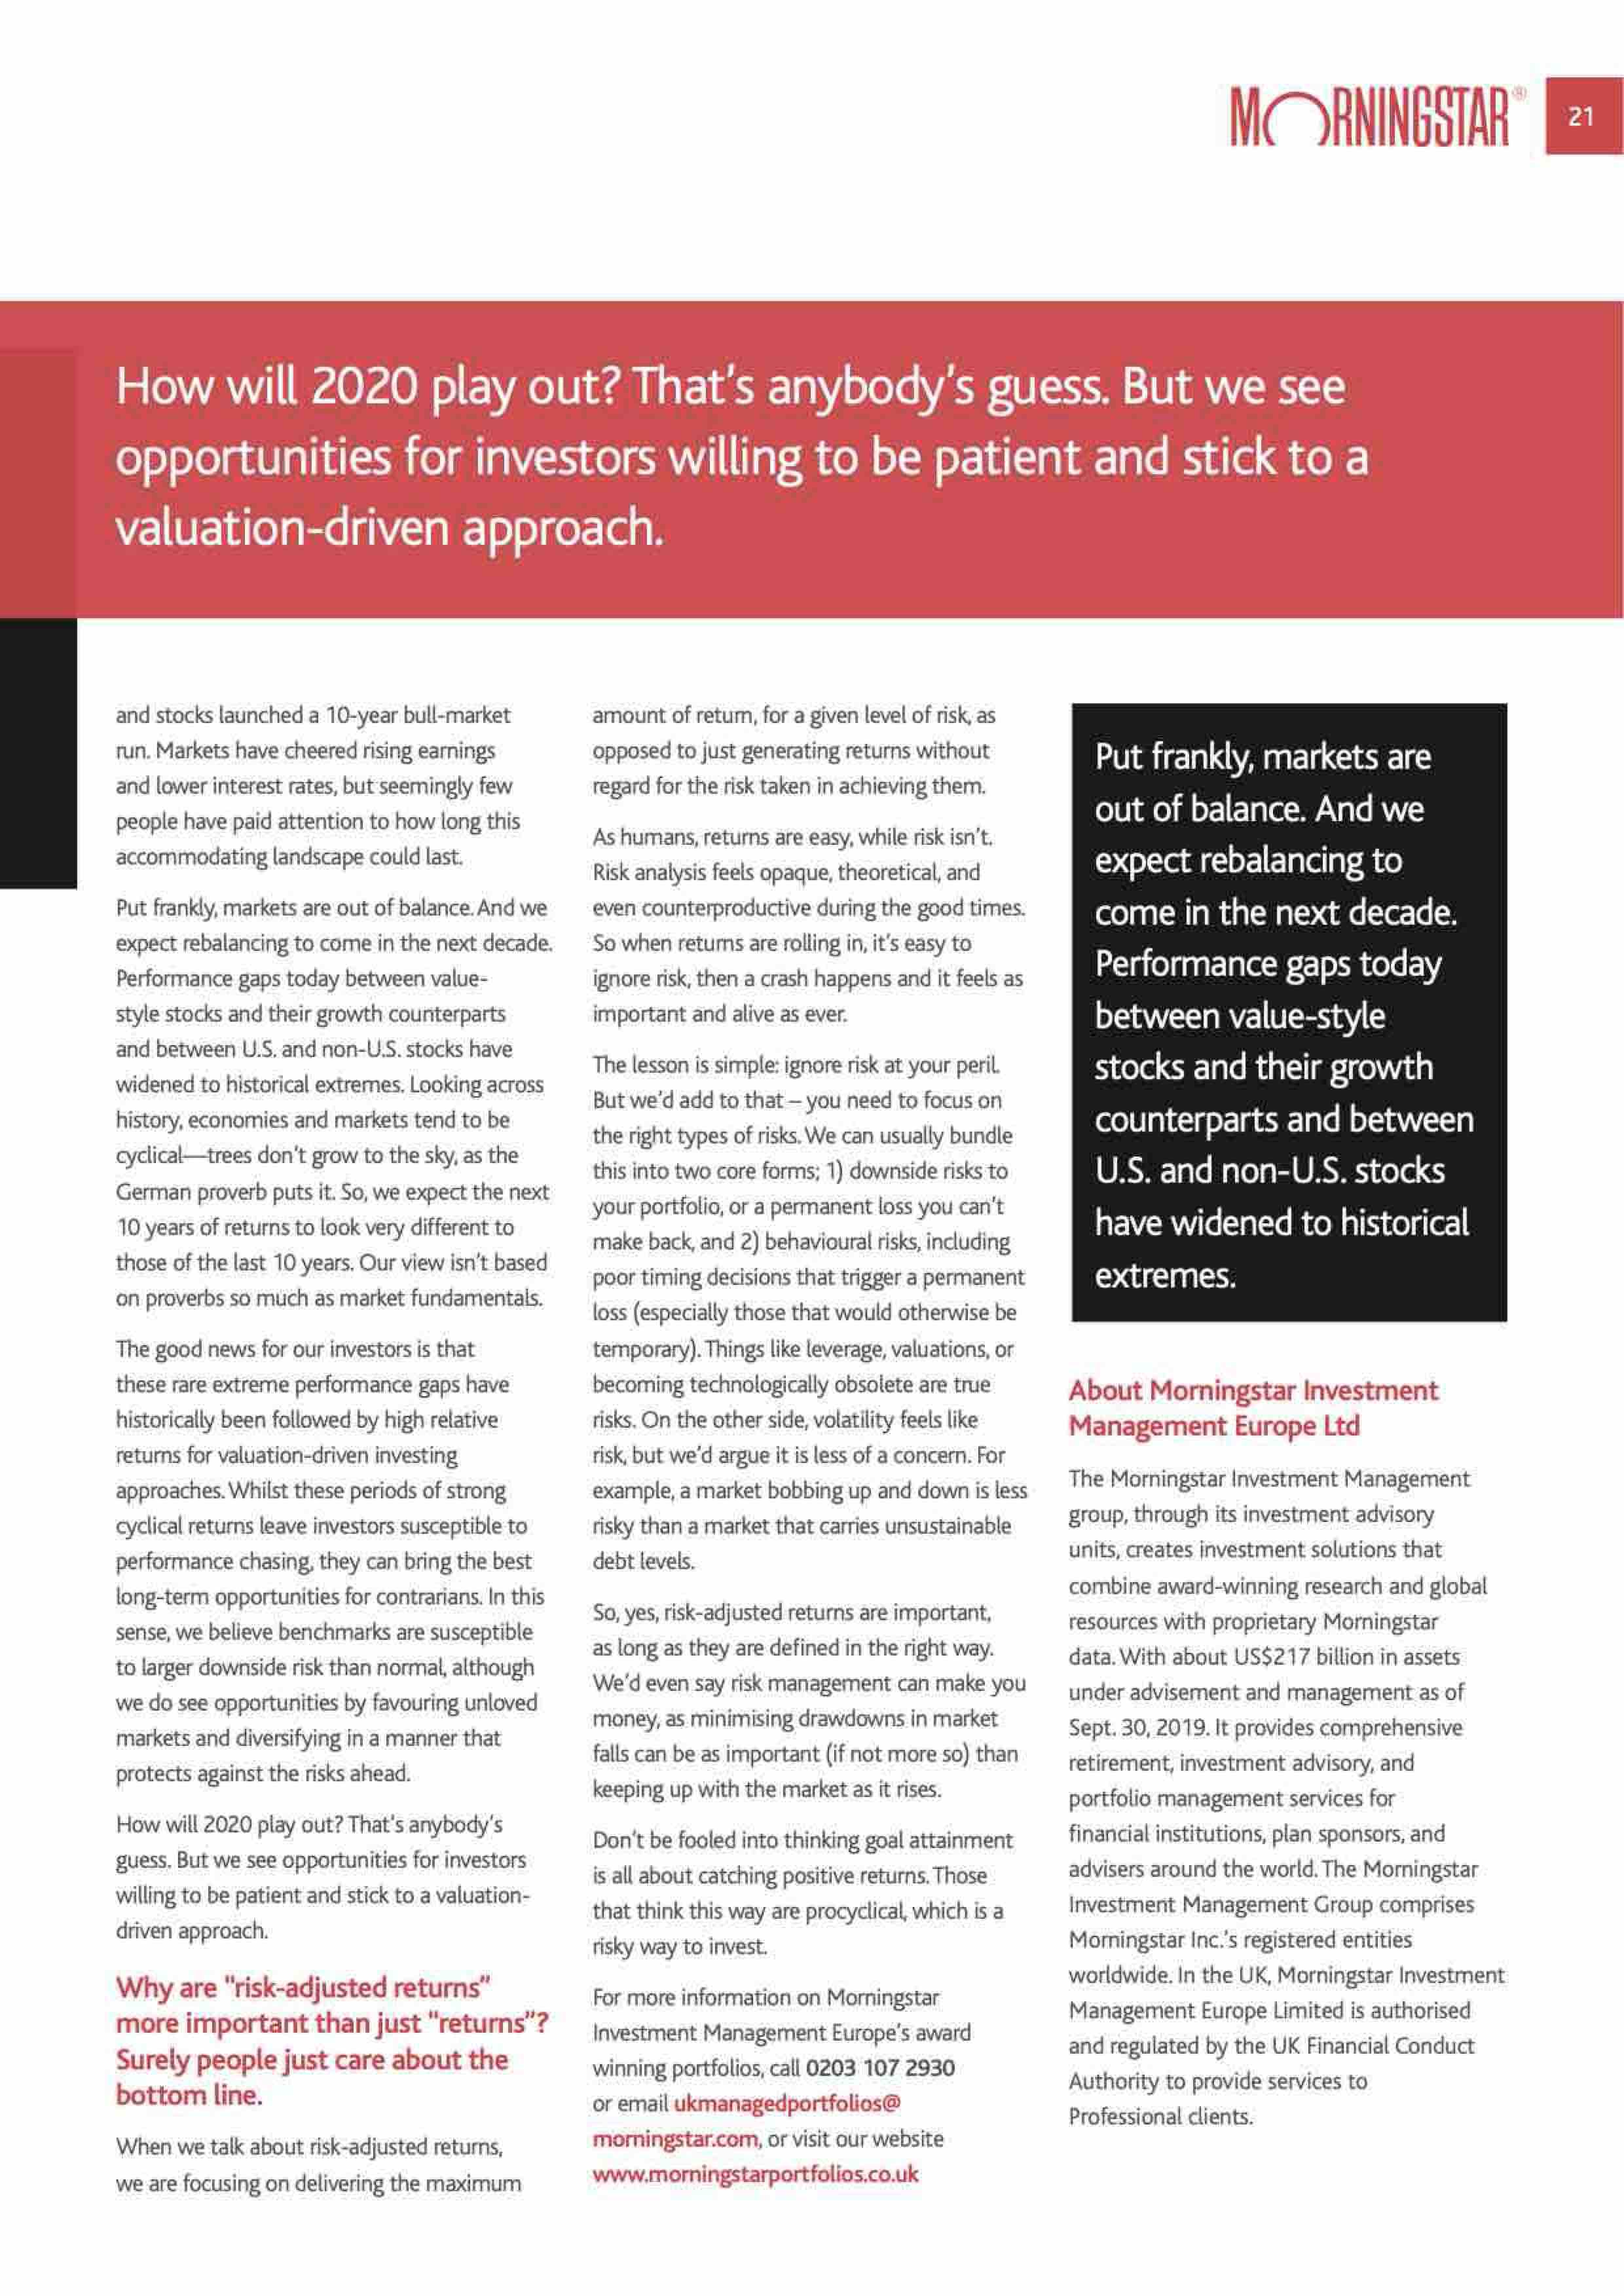 MORNINGSTAR®
21
How will 2020 play out? That's anybody's guess. But we see
opportunities for investors willing to be patient and stick to a
valuation-driven approach.
and stocks launched a 10-year bull-market
run. Markets have cheered rising earnings
and lower interest rates, but seemingly few
people have paid attention to how long this
accommodating landscape could last.
Put frankly, markets are out of balance. And we
expect rebalancing to come in the next decade.
Performance gaps today between value-
style stocks and their growth counterparts
and between U.S. and non-U.S. stocks have
widened to historical extremes. Looking across
history, economies and markets tend to be
cyclical—trees don't grow to the sky, as the
German proverb puts it. So, we expect the next
10 years of returns to look very different to
those of the last 10 years. Our view isn't based
on proverbs so much as market fundamentals.
The good news for our investors is that
these rare extreme performance gaps have
historically been followed by high relative
returns for valuation-driven investing
approaches. Whilst these periods of strong
cyclical returns leave investors susceptible to
performance chasing, they can bring the best
long-term opportunities for contrarians. In this
sense, we believe benchmarks are susceptible
to larger downside risk than normal, although
we do see opportunities by favouring unloved
markets and diversifying in a manner that
protects against the risks ahead.
How will 2020 play out? That's anybody's
guess. But we see opportunities for investors
willing to be patient and stick to a valuation-
driven approach.
Why are "risk-adjusted returns"
more important than just "returns"?
Surely people just care about the
bottom line.
When we talk about risk-adjusted returns,
we are focusing on delivering the maximum
amount of return, for a given level of risk, as
opposed to just generating returns without
regard for the risk taken in achieving them.
As humans, returns are easy, while risk isn't.
Risk analysis feels opaque, theoretical, and
even counterproductive during the good times.
So when returns are rolling in, it's easy to
ignore risk, then a crash happens and it feels as
important and alive as ever.
The lesson is simple: ignore risk at your peril.
But we'd add to that – you need to focus on
the right types of risks. We can usually bundle
this into two core forms; 1) downside risks to
your portfolio, or a permanent loss you can't
make back, and 2) behavioural risks, including
poor timing decisions that trigger a permanent
loss (especially those that would otherwise be
temporary). Things like leverage, valuations, or
becoming technologically obsolete are true
risks. On the other side, volatility feels like
risk, but we'd argue it is less of a concern. For
example, a market bobbing up and down is less
risky than a market that carries unsustainable
debt levels.
So, yes, risk-adjusted returns are important,
as long as they are defined in the right way.
We'd even say risk management can make you
money, as minimising drawdowns in market
falls can be as important (if not more so) than
keeping up with the market as it rises.
Don't be fooled into thinking goal attainment
is all about catching positive returns. Those
that think this way are procyclical, which is a
risky way to invest.
For more information on Morningstar
Investment Management Europe's award
winning portfolios, call 0203 107 2930
or email ukmanagedportfolios@
morningstar.com, or visit our website
www.morningstarportfolios.co.uk
Put frankly, markets are
out of balance. And we
expect rebalancing to
come in the next decade.
Performance gaps today
between value-style
stocks and their growth
counterparts and between
U.S. and non-U.S. stocks
have widened to historical
extremes.
About Morningstar Investment
Management Europe Ltd
The Morningstar Investment Management
group, through its investment advisory
units, creates investment solutions that
combine award-winning research and global
resources with proprietary Morningstar
data. With about US$217 billion in assets
under advisement and management as of
Sept. 30, 2019. It provides comprehensive
retirement, investment advisory, and
portfolio management services for
financial institutions, plan sponsors, and
advisers around the world. The Morningstar
Investment Management Group comprises
Morningstar Inc.'s registered entities
worldwide. In the UK, Morningstar Investment
Management Europe Limited is authorised
and regulated by the UK Financial Conduct
Authority to provide services to
Professional clients.